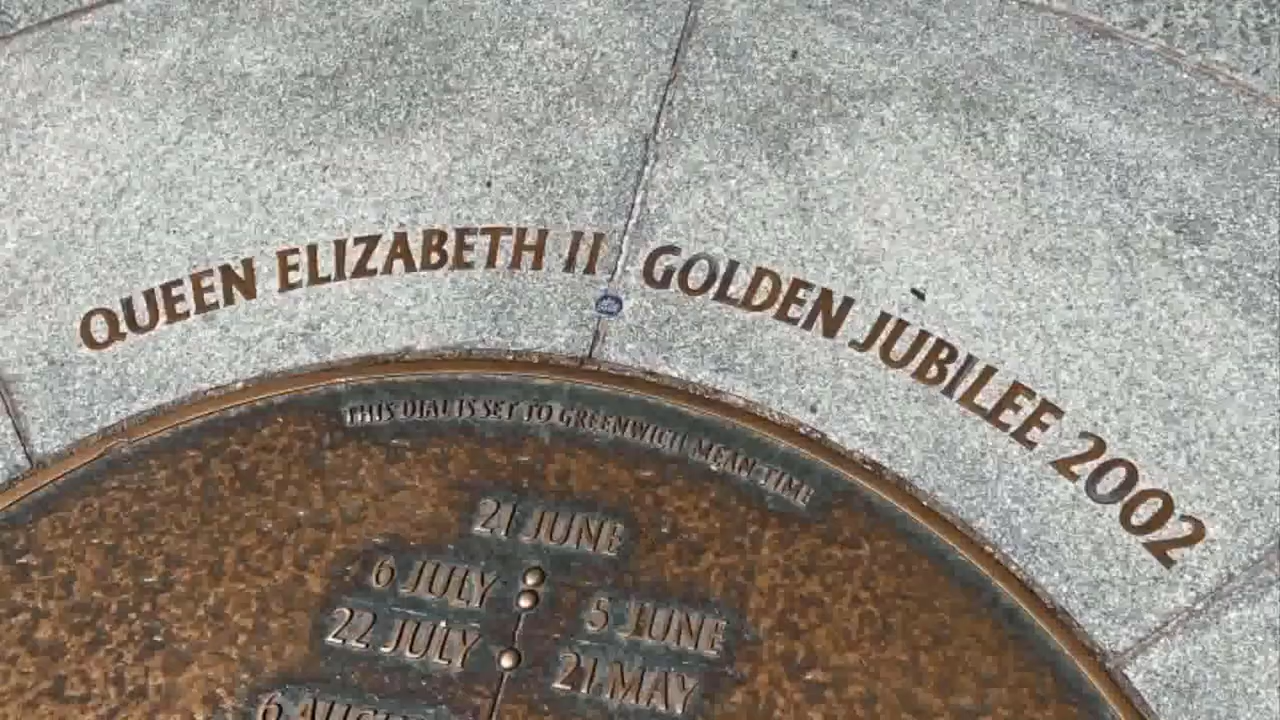 QUEEN ELIZABETH II GOLDEN JUBILEE 2002
THIS DIAL IS SET TO GREENWICH MEAN TIME
21 JUNE
6 JULY
5 JUNE
22 JULY
21 MAY
6